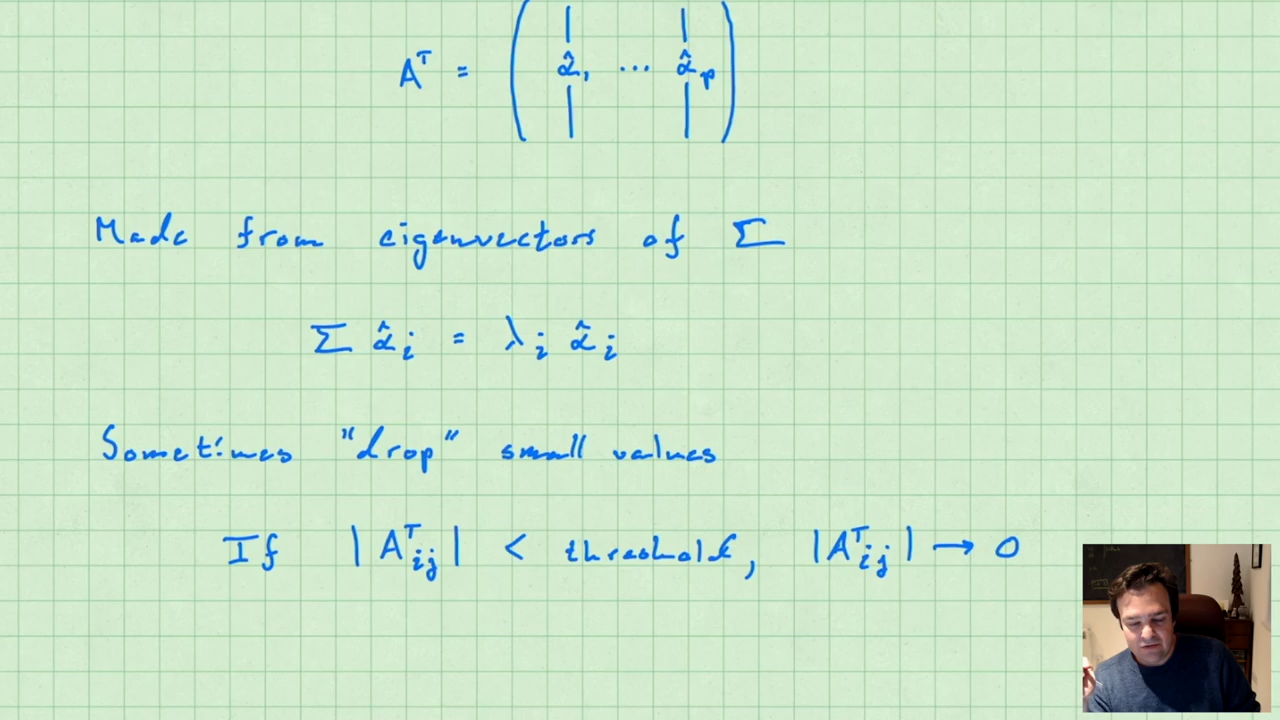 Aᵀ = ( α̂₁ ... α̂ₚ )
Made from eigenvectors of Σ
Σ α̂ᵢ = λᵢ α̂ᵢ
Sometimes "drop" small values
If |Aᵀᵢⱼ| < threshold, |Aᵀᵢⱼ| → 0